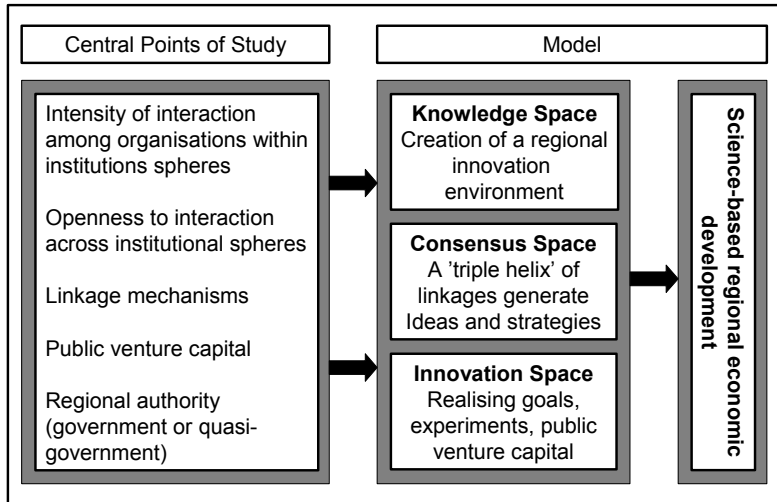 Central Points of Study
Model
Intensity of interaction
among organisations within
institutions spheres
Openness to interaction
across institutional spheres
Linkage mechanisms
Public venture capital
Regional authority
(government or quasi-
government)
Knowledge Space
Creation of a regional
innovation
environment
Consensus Space
A 'triple helix' of
linkages generate
Ideas and strategies
Innovation Space
Realising goals,
experiments, public
venture capital
Science-based regional economic
development